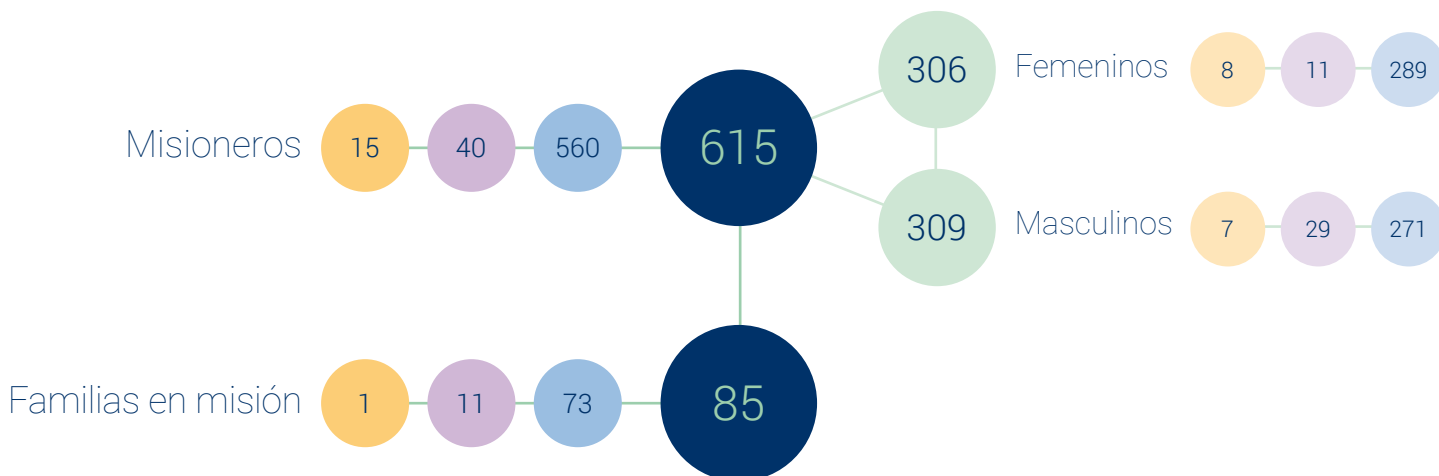 306 Femeninos 8 11 289
Misioneros 15 40 560 615
309 Masculinos 7 29 271
Familias en misión 1 11 73 85